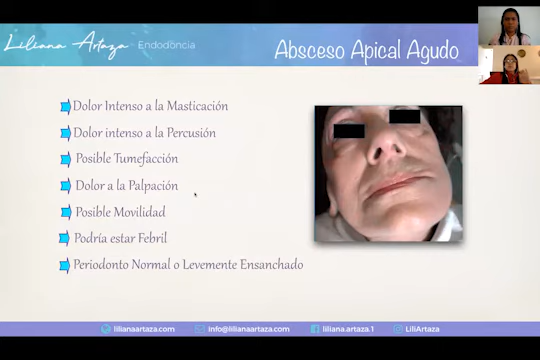 Liliana Artaza Endodoncia
Absceso Apical Agudo
Dolor Intenso a la Masticación
Dolor intenso a la Percusión
Posible Tumefacción
Dolor a la Palpación
Posible Movilidad
Podría estar Febril
Periodonto Normal o Levemente Ensanchado
lilianaartaza.com info@lilianaartaza.com liliana.artaza.1 LiliArtaza